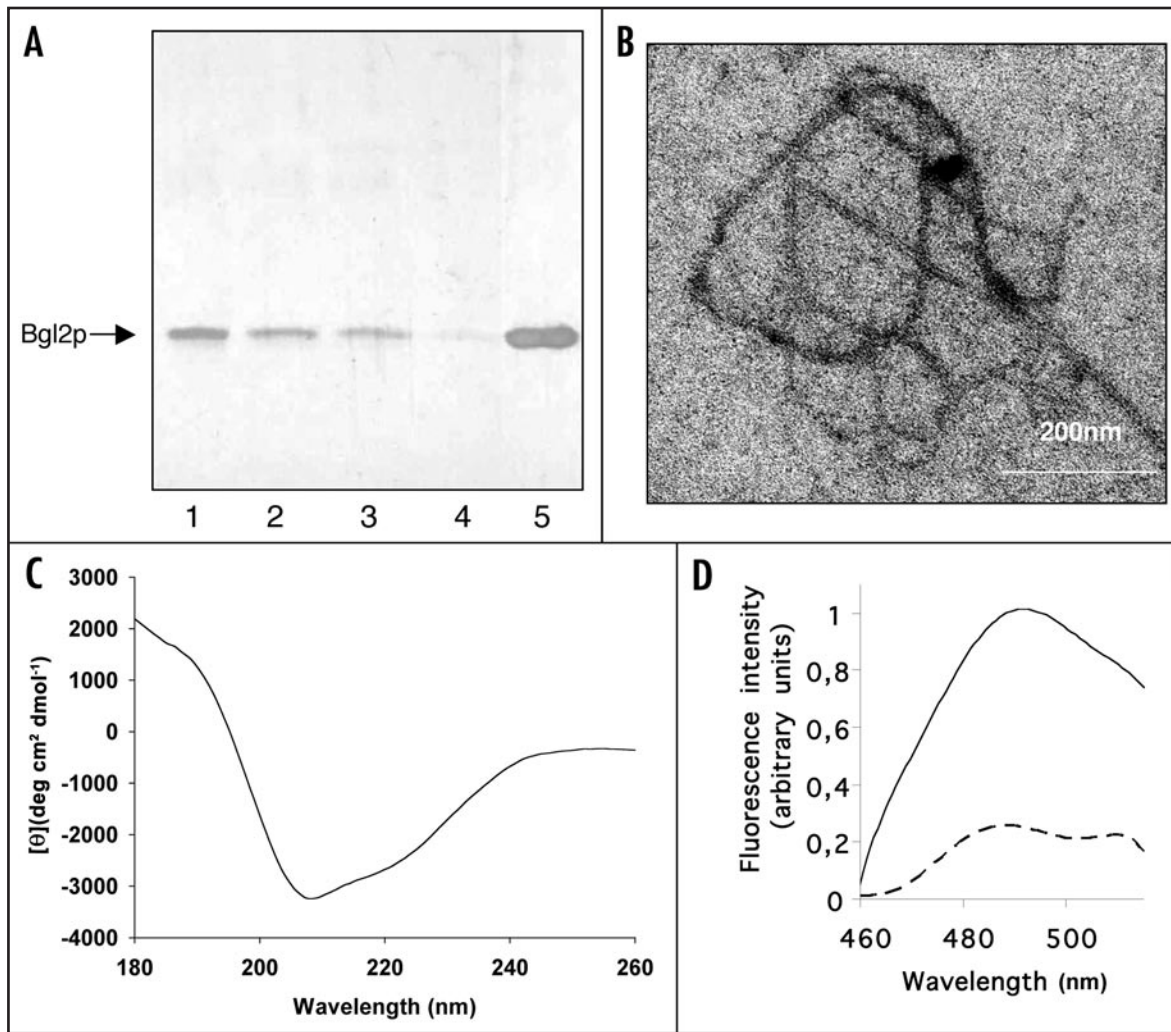 A
Bgl2p
1 2 3 4 5
B
200nm
C
3000
2000
1000
0
-1000
-2000
-3000
-4000
[θ](deg cm² dmol⁻¹)
180 200 220 240 260
Wavelength (nm)
D
Fluorescence intensity
(arbitrary units)
1
0,8
0,6
0,4
0,2
0
460 480 500
Wavelength (nm)